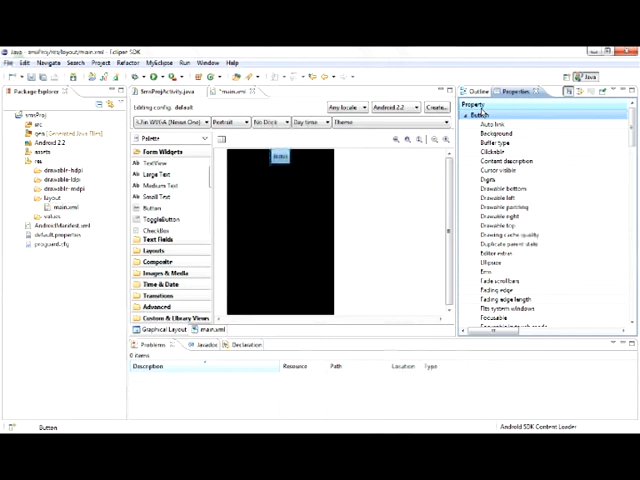 Java - smsProj/res/layout/main.xml - Eclipse SDK
File Edit Navigate Search Project Refactor MyEclipse Run Window Help
Java
Package Explorer
smsProj
src
gen [Generated Java Files]
Android 2.2
assets
res
drawable-hdpi
drawable-ldpi
drawable-mdpi
layout
main.xml
values
AndroidManifest.xml
default.properties
proguard.cfg
SmsProjActivity.java
*main.xml
Editing config: default
Any locale
Android 2.2
Create...
3.7in WVGA (Nexus One)
Portrait
No Dock
Day time
Theme
Palette
Form Widgets
TextView
Large Text
Medium Text
Small Text
Button
ToggleButton
CheckBox
Text Fields
Layouts
Composite
Images & Media
Time & Date
Transitions
Advanced
Custom & Library Views
Button
Graphical Layout
main.xml
Outline
Properties
Property
Button
Auto link
Background
Buffer type
Clickable
Content description
Cursor visible
Digits
Drawable bottom
Drawable left
Drawable padding
Drawable right
Drawable top
Drawing cache quality
Duplicate parent state
Editor extras
Ellipsize
Ems
Fade scrollbars
Fading edge
Fading edge length
Fits system windows
Focusable
Problems
Javadoc
Declaration
0 items
Description Resource Path Location Type
Button
Android SDK Content Loader